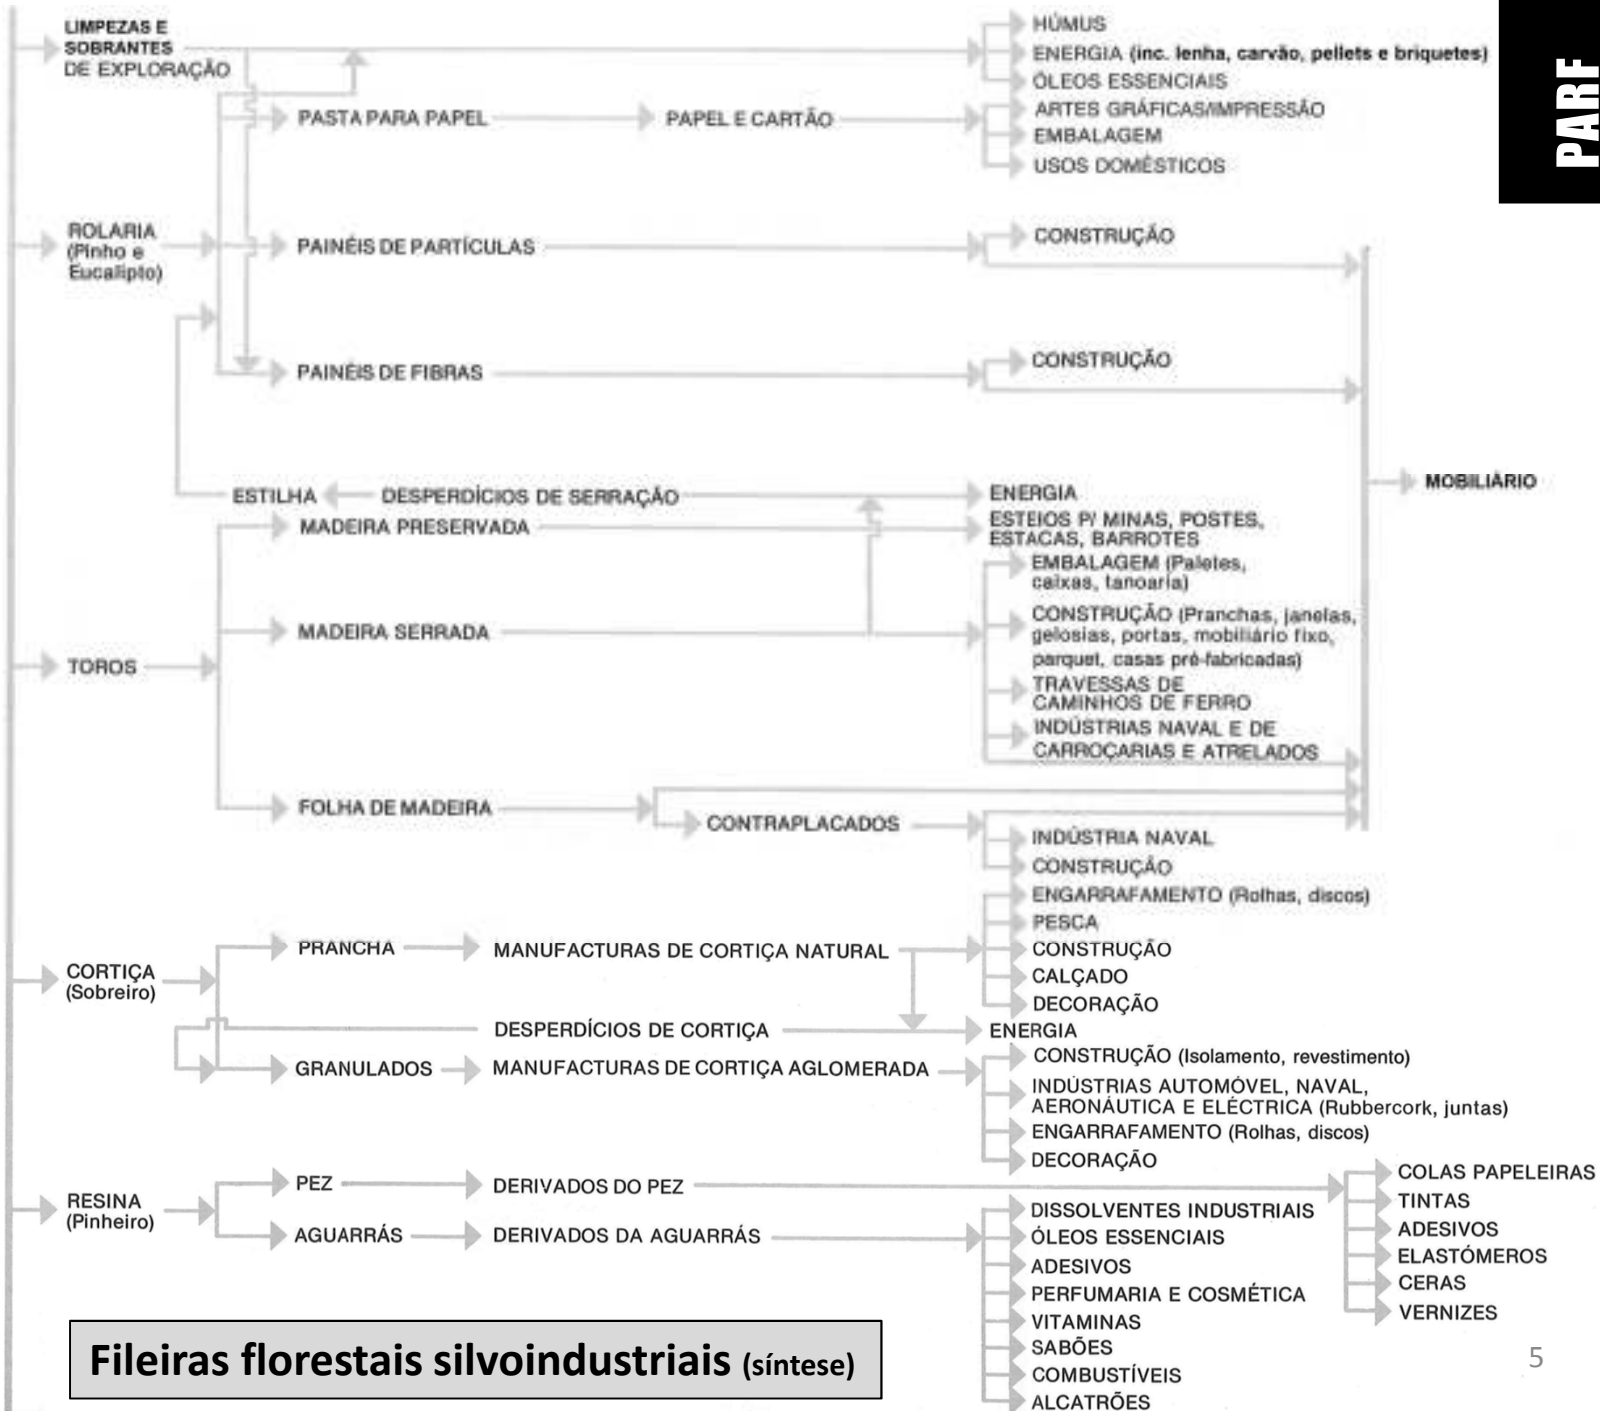 PARF
LIMPEZAS E
SOBRANTES
DE EXPLORAÇÃO
HÚMUS
ENERGIA (inc. lenha, carvão, pellets e briquetes)
ÓLEOS ESSENCIAIS
PASTA PARA PAPEL
PAPEL E CARTÃO
ARTES GRÁFICAS/IMPRESSÃO
EMBALAGEM
USOS DOMÉSTICOS
ROLARIA
(Pinho e
Eucalipto)
PAINÉIS DE PARTÍCULAS
CONSTRUÇÃO
PAINÉIS DE FIBRAS
CONSTRUÇÃO
MOBILIÁRIO
ESTILHA
DESPERDÍCIOS DE SERRAÇÃO
ENERGIA
MADEIRA PRESERVADA
ESTEIOS P/ MINAS, POSTES,
ESTACAS, BARROTES
TOROS
MADEIRA SERRADA
EMBALAGEM (Paletes,
caixas, tanoaria)
CONSTRUÇÃO (Pranchas, janelas,
gelosias, portas, mobiliário fixo,
parquet, casas pré-fabricadas)
TRAVESSAS DE
CAMINHOS DE FERRO
INDÚSTRIAS NAVAL E DE
CARROÇARIAS E ATRELADOS
FOLHA DE MADEIRA
CONTRAPLACADOS
INDÚSTRIA NAVAL
CONSTRUÇÃO
CORTIÇA
(Sobreiro)
PRANCHA
MANUFACTURAS DE CORTIÇA NATURAL
ENGARRAFAMENTO (Rolhas, discos)
PESCA
CONSTRUÇÃO
CALÇADO
DECORAÇÃO
DESPERDÍCIOS DE CORTIÇA
ENERGIA
GRANULADOS
MANUFACTURAS DE CORTIÇA AGLOMERADA
CONSTRUÇÃO (Isolamento, revestimento)
INDÚSTRIAS AUTOMÓVEL, NAVAL,
AERONÁUTICA E ELÉCTRICA (Rubbercork, juntas)
ENGARRAFAMENTO (Rolhas, discos)
DECORAÇÃO
RESINA
(Pinheiro)
PEZ
DERIVADOS DO PEZ
COLAS PAPELEIRAS
TINTAS
ADESIVOS
ELASTÓMEROS
CERAS
VERNIZES
AGUARRÁS
DERIVADOS DA AGUARRÁS
DISSOLVENTES INDUSTRIAIS
ÓLEOS ESSENCIAIS
ADESIVOS
PERFUMARIA E COSMÉTICA
VITAMINAS
SABÕES
COMBUSTÍVEIS
ALCATRÕES
Fileiras florestais silvoindustriais (síntese)
5